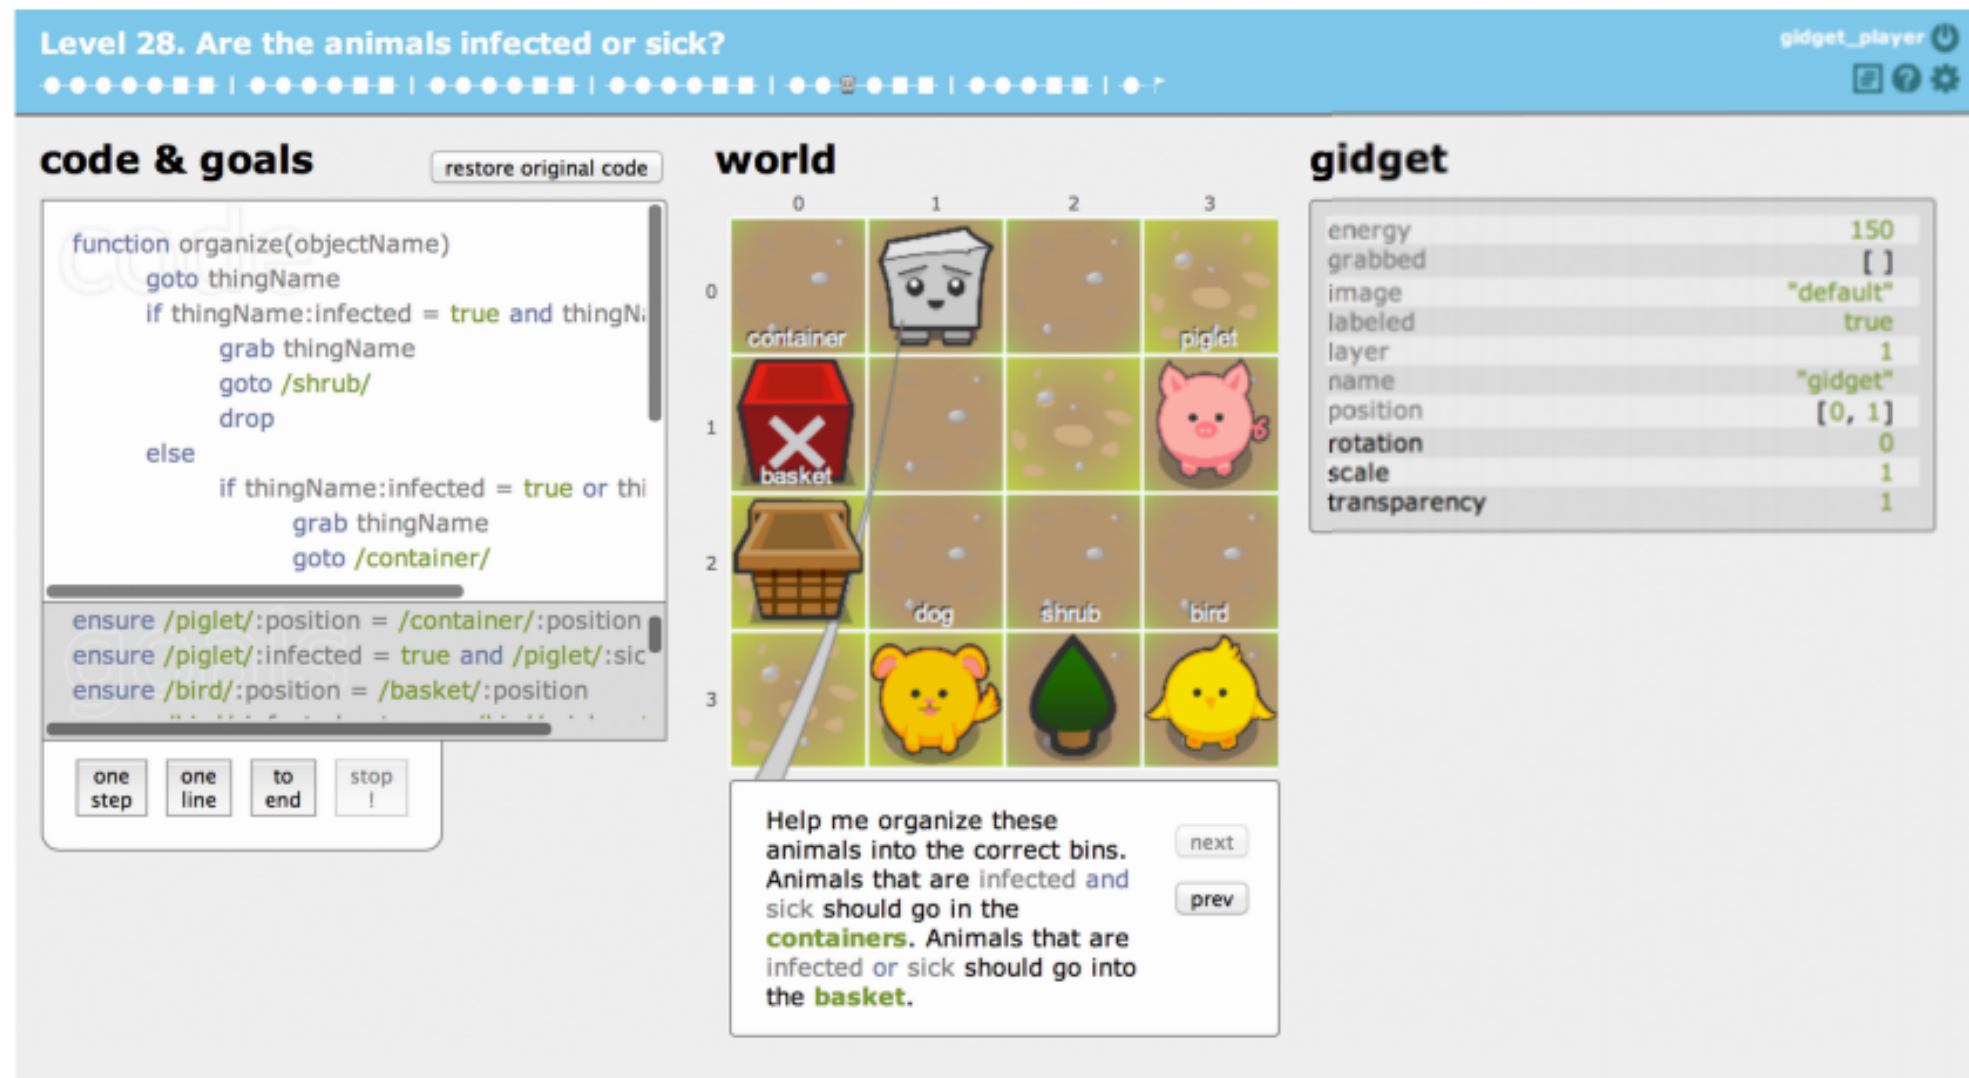 Level 28. Are the animals infected or sick?
gidget_player
code & goals
restore original code
code
function organize(objectName)
goto thingName
if thingName:infected = true and thingNa
grab thingName
goto /shrub/
drop
else
if thingName:infected = true or thi
grab thingName
goto /container/
goals
ensure /piglet/:position = /container/:position
ensure /piglet/:infected = true and /piglet/:sic
ensure /bird/:position = /basket/:position
one step
one line
to end
stop !
world
0 1 2 3
0
container
piglet
1
basket
2
dog
shrub
bird
3
Help me organize these
animals into the correct bins.
Animals that are infected and
sick should go in the
containers. Animals that are
infected or sick should go into
the basket.
next
prev
gidget
energy 150
grabbed [ ]
image "default"
labeled true
layer 1
name "gidget"
position [0, 1]
rotation 0
scale 1
transparency 1